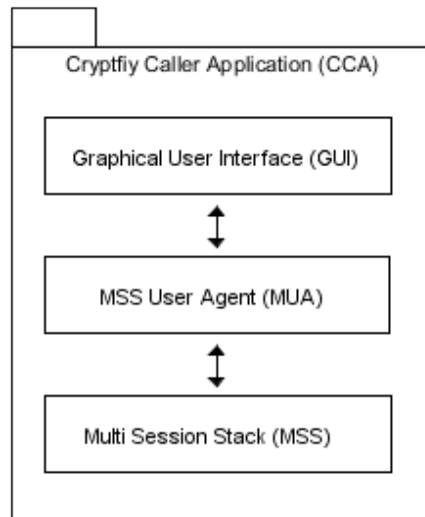 Cryptfiy Caller Application (CCA)
Graphical User Interface (GUI)
MSS User Agent (MUA)
Multi Session Stack (MSS)